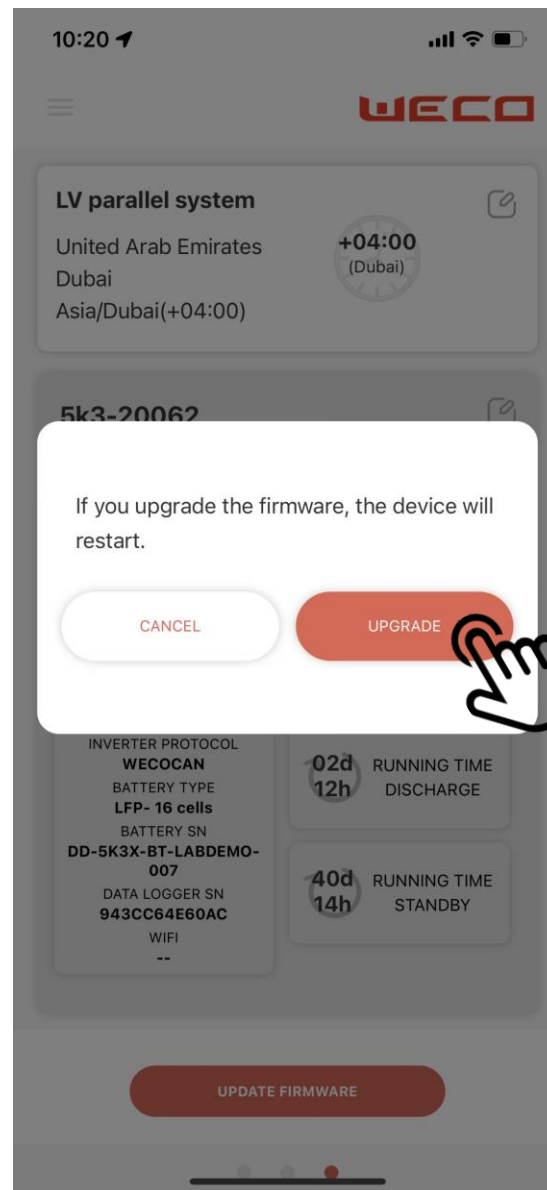 10:20
WECO
LV parallel system
United Arab Emirates
Dubai
Asia/Dubai(+04:00)
+04:00
(Dubai)
5k3-20062
If you upgrade the firmware, the device will
restart.
CANCEL
UPGRADE
INVERTER PROTOCOL
WECOCAN
BATTERY TYPE
LFP- 16 cells
BATTERY SN
DD-5K3X-BT-LABDEMO-
007
DATA LOGGER SN
943CC64E60AC
WIFI
--
02d
12h
RUNNING TIME
DISCHARGE
40d
14h
RUNNING TIME
STANDBY
UPDATE FIRMWARE